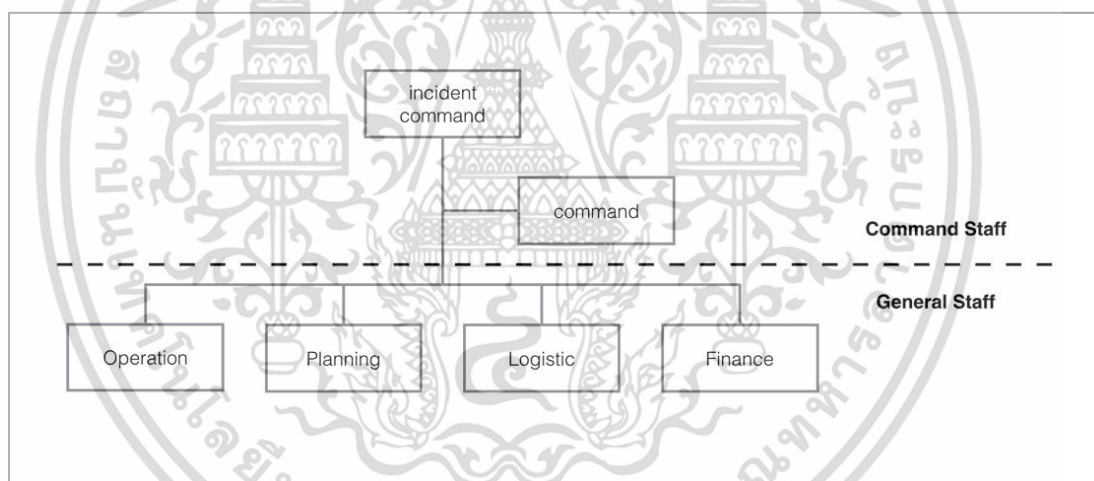 incident
command
command
Command Staff
General Staff
Operation
Planning
Logistic
Finance